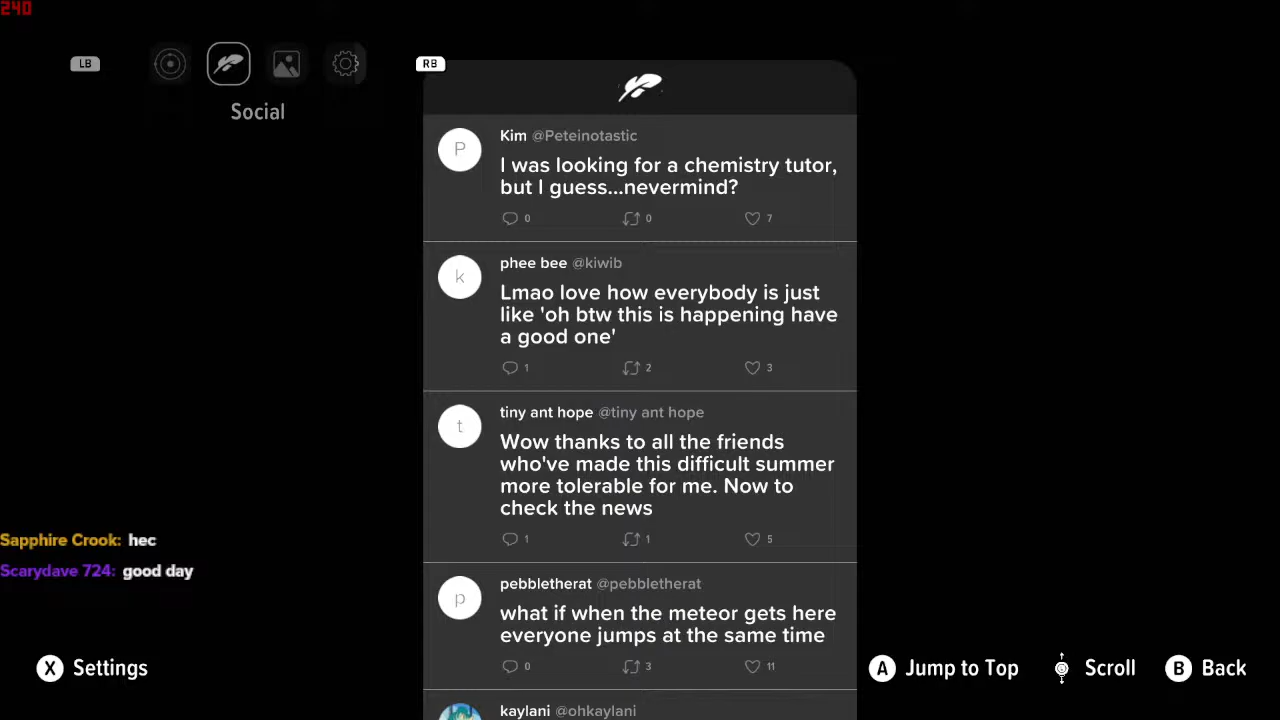 240
LB
RB
Social
Kim @Peteinotastic
I was looking for a chemistry tutor,
but I guess...nevermind?
0 0 7
phee bee @kiwib
Lmao love how everybody is just
like 'oh btw this is happening have
a good one'
1 2 3
tiny ant hope @tiny ant hope
Wow thanks to all the friends
who've made this difficult summer
more tolerable for me. Now to
check the news
1 1 5
pebbletherat @pebbletherat
what if when the meteor gets here
everyone jumps at the same time
0 3 11
kaylani @ohkaylani
P
k
t
p
Sapphire Crook: hec
Scarydave 724: good day
X Settings
A Jump to Top
Scroll
B Back